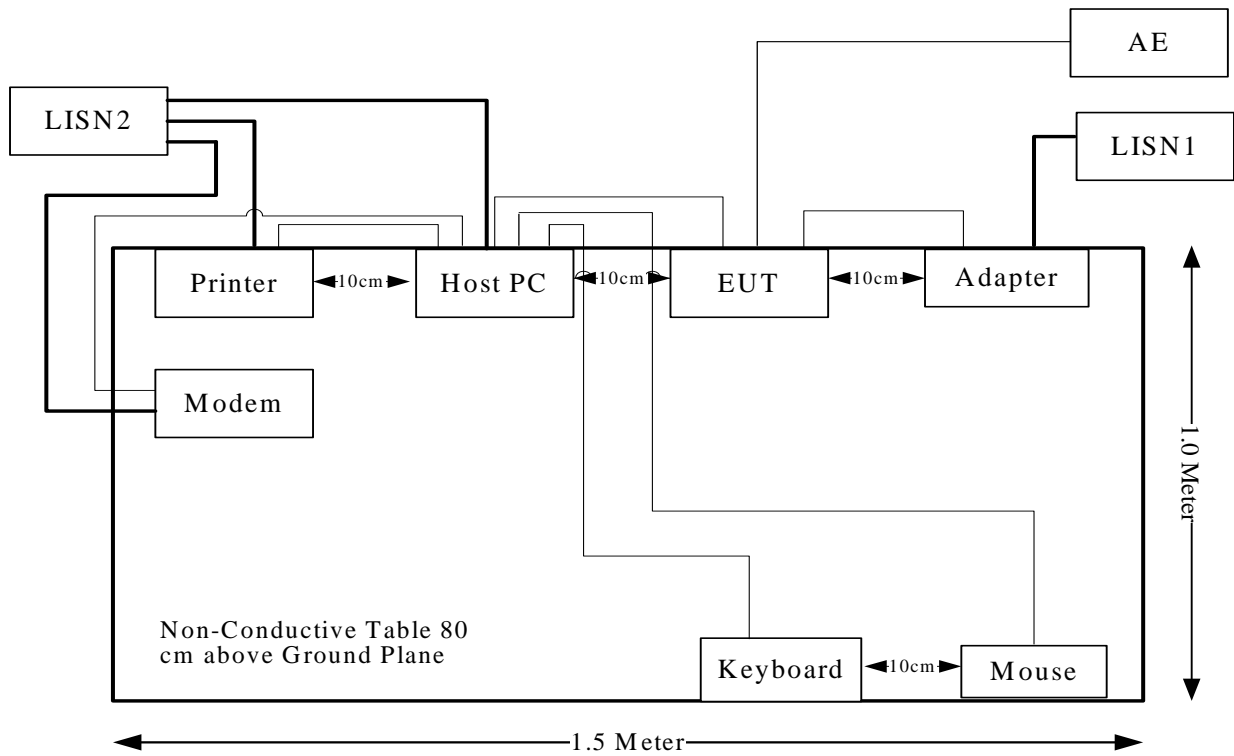 AE
LISN2
LISN1
Printer
10cm
Host PC
10cm
EUT
10cm
Adapter
Modem
1.0 Meter
Non-Conductive Table 80
cm above Ground Plane
Keyboard
10cm
Mouse
1.5 Meter